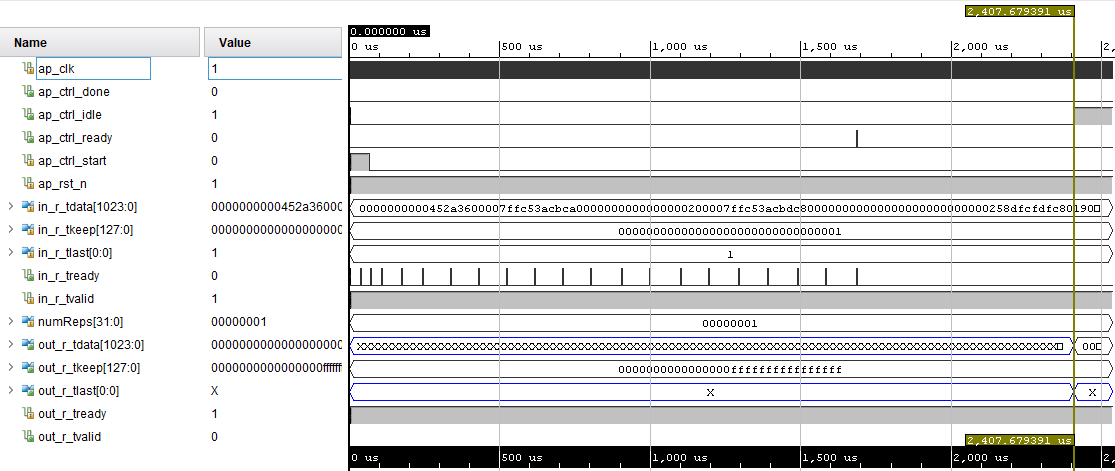 2,407.679391 us
Name Value 0.000000 us
0 us 500 us 1,000 us 1,500 us 2,000 us 2,
ap_clk 1
ap_ctrl_done 0
ap_ctrl_idle 1
ap_ctrl_ready 0
ap_ctrl_start 0
ap_rst_n 1
in_r_tdata[1023:0] 0000000000452a36000 0000000000452a3600007ffc53acbca0000000000000000200007ffc53acbdc80000000000000000000000000258dfcfdfc80190
in_r_tkeep[127:0] 0000000000000000000 00000000000000000000000000000001
in_r_tlast[0:0] 1 1
in_r_tready 0
in_r_tvalid 1
numReps[31:0] 00000001 00000001
out_r_tdata[1023:0] 0000000000000000000 00
out_r_tkeep[127:0] 0000000000000000ffffff 0000000000000000ffffffffffffffff
out_r_tlast[0:0] X X X
out_r_tready 1
out_r_tvalid 0 2,407.679391 us
0 us 500 us 1,000 us 1,500 us 2,000 us 2,